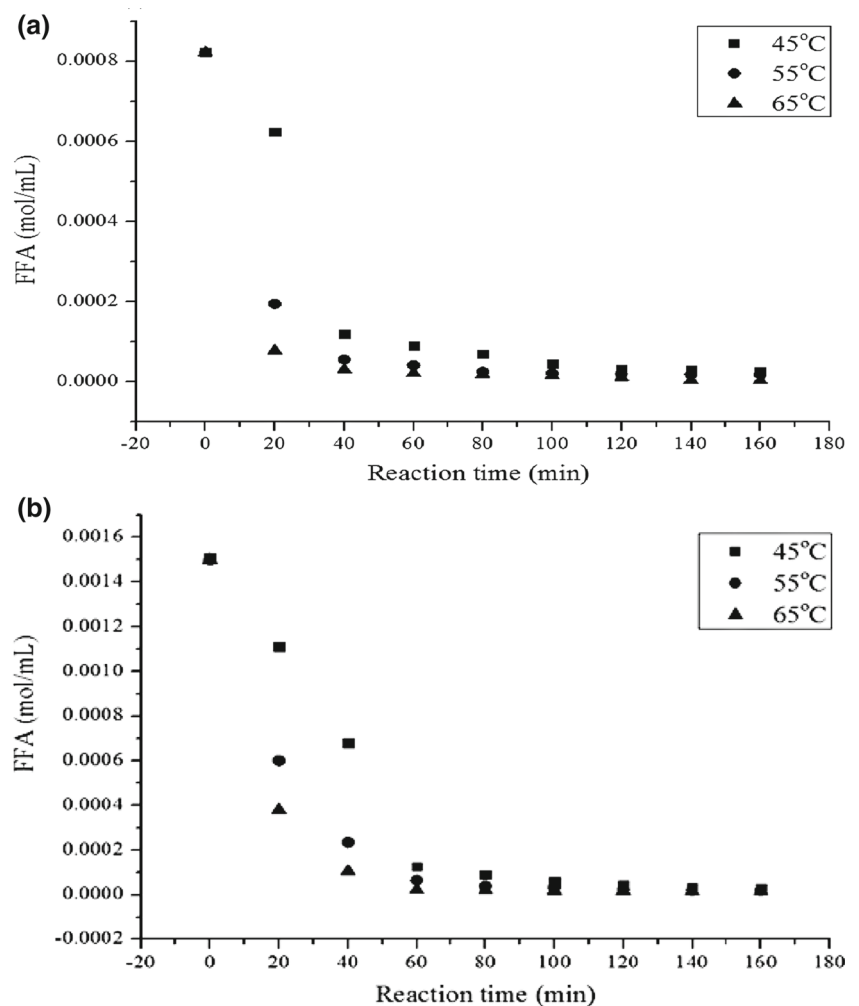 (a)
0.0008
0.0006
0.0004
0.0002
0.0000
FFA (mol/mL)
45°C
55°C
65°C
-20 0 20 40 60 80 100 120 140 160 180
Reaction time (min)
(b)
0.0016
0.0014
0.0012
0.0010
0.0008
0.0006
0.0004
0.0002
0.0000
-0.0002
FFA (mol/mL)
45°C
55°C
65°C
-20 0 20 40 60 80 100 120 140 160 180
Reaction time (min)